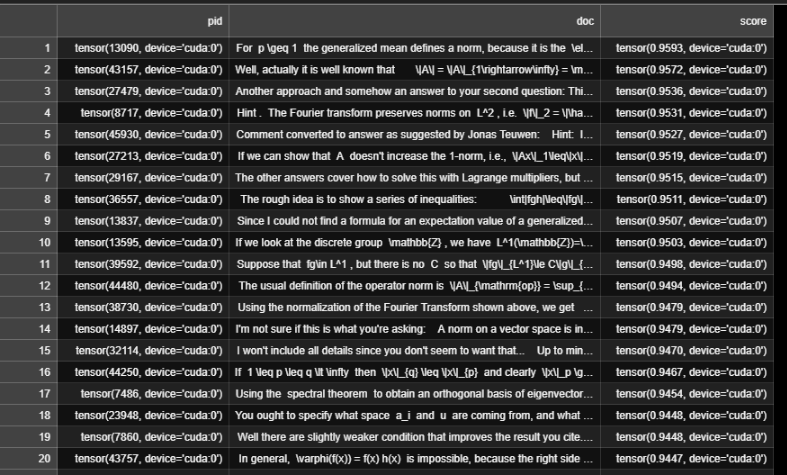 pid doc score
1 tensor(13090, device='cuda:0') For p \geq 1 the generalized mean defines a norm, because it is the \el... tensor(0.9593, device='cuda:0')
2 tensor(43157, device='cuda:0') Well, actually it is well known that \|A\| = \|A\|_{1\rightarrow\infty} = \m... tensor(0.9572, device='cuda:0')
3 tensor(27479, device='cuda:0') Another approach and somehow an answer to your second question: Thi... tensor(0.9536, device='cuda:0')
4 tensor(8717, device='cuda:0') Hint . The Fourier transform preserves norms on L^2 , i.e. \|f\|_2 = \|\ha... tensor(0.9531, device='cuda:0')
5 tensor(45930, device='cuda:0') Comment converted to answer as suggested by Jonas Teuwen: Hint: I... tensor(0.9527, device='cuda:0')
6 tensor(27213, device='cuda:0') If we can show that A doesn't increase the 1-norm, i.e., \|Ax\|_1\leq\|x\|... tensor(0.9519, device='cuda:0')
7 tensor(29167, device='cuda:0') The other answers cover how to solve this with Lagrange multipliers, but ... tensor(0.9515, device='cuda:0')
8 tensor(36557, device='cuda:0') The rough idea is to show a series of inequalities: \int|fgh|\leq\|fg\|... tensor(0.9511, device='cuda:0')
9 tensor(13837, device='cuda:0') Since I could not find a formula for an expectation value of a generalized... tensor(0.9507, device='cuda:0')
10 tensor(13595, device='cuda:0') If we look at the discrete group \mathbb{Z} , we have L^1(\mathbb{Z})=\... tensor(0.9503, device='cuda:0')
11 tensor(39592, device='cuda:0') Suppose that fg\in L^1 , but there is no C so that \|fg\|_{L^1}\le C\|g\|_{... tensor(0.9498, device='cuda:0')
12 tensor(44480, device='cuda:0') The usual definition of the operator norm is \|A\|_{\mathrm{op}} = \sup_{... tensor(0.9494, device='cuda:0')
13 tensor(38730, device='cuda:0') Using the normalization of the Fourier Transform shown above, we get ... tensor(0.9479, device='cuda:0')
14 tensor(14897, device='cuda:0') I'm not sure if this is what you're asking: A norm on a vector space is in... tensor(0.9479, device='cuda:0')
15 tensor(32114, device='cuda:0') I won't include all details since you don't seem to want that... Up to min... tensor(0.9470, device='cuda:0')
16 tensor(44250, device='cuda:0') If 1 \leq p \leq q \lt \infty then \|x\|_{q} \leq \|x\|_{p} and clearly \|x\|_p \g... tensor(0.9467, device='cuda:0')
17 tensor(7486, device='cuda:0') Using the spectral theorem to obtain an orthogonal basis of eigenvector... tensor(0.9454, device='cuda:0')
18 tensor(23948, device='cuda:0') You ought to specify what space a_i and u are coming from, and what ... tensor(0.9448, device='cuda:0')
19 tensor(7860, device='cuda:0') Well there are slightly weaker condition that improves the result you cite.... tensor(0.9448, device='cuda:0')
20 tensor(43757, device='cuda:0') In general, \varphi(f(x)) = f(x) h(x) is impossible, because the right side ... tensor(0.9447, device='cuda:0')